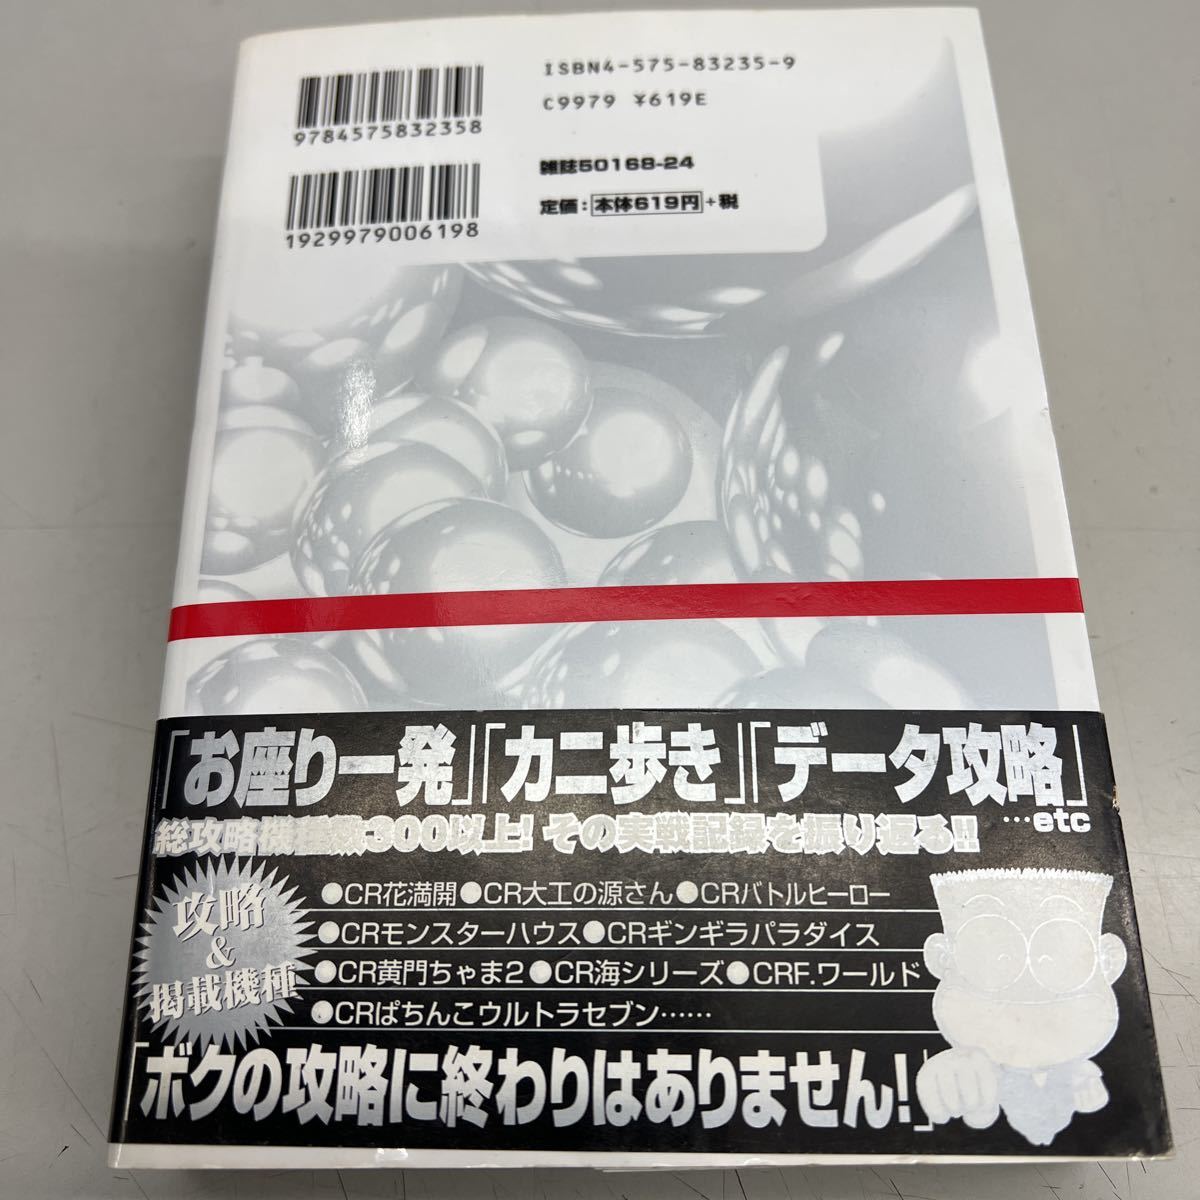 ISBN4-575-83235-9
C9979 ¥619E
9784575832358
雑誌50168-24
定価：本体619円＋税
1929979006198
「お座り一発」「カニ歩き」「データ攻略」
…etc
総攻略機種数300以上! その実戦記録を振り返る!!
攻略
&
掲載機種
●CR花満開●CR大工の源さん●CRバトルヒーロー
●CRモンスターハウス●CRギンギラパラダイス
●CR黄門ちゃま2●CR海シリーズ●CRF.ワールド
●CRぱちんこウルトラセブン……
「ボクの攻略に終わりはありません!」